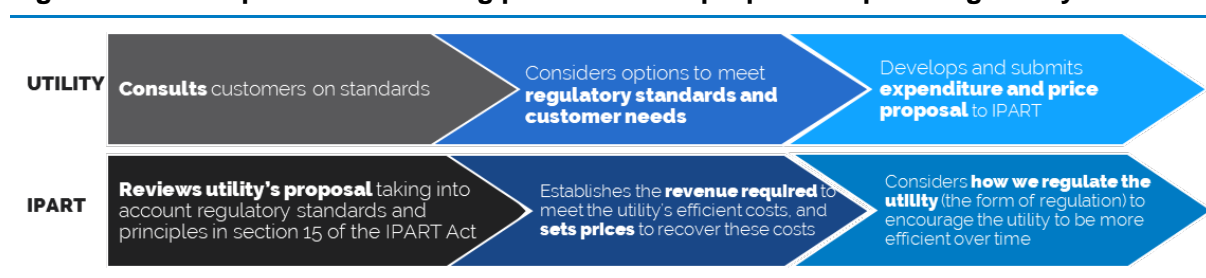 UTILITY
Consults customers on standards
Considers options to meet
regulatory standards and
customer needs
Develops and submits
expenditure and price
proposal to IPART
IPART
Reviews utility's proposal taking into
account regulatory standards and
principles in section 15 of the IPART Act
Establishes the revenue required to
meet the utility's efficient costs, and
sets prices to recover these costs
Considers how we regulate the
utility (the form of regulation) to
encourage the utility to be more
efficient over time